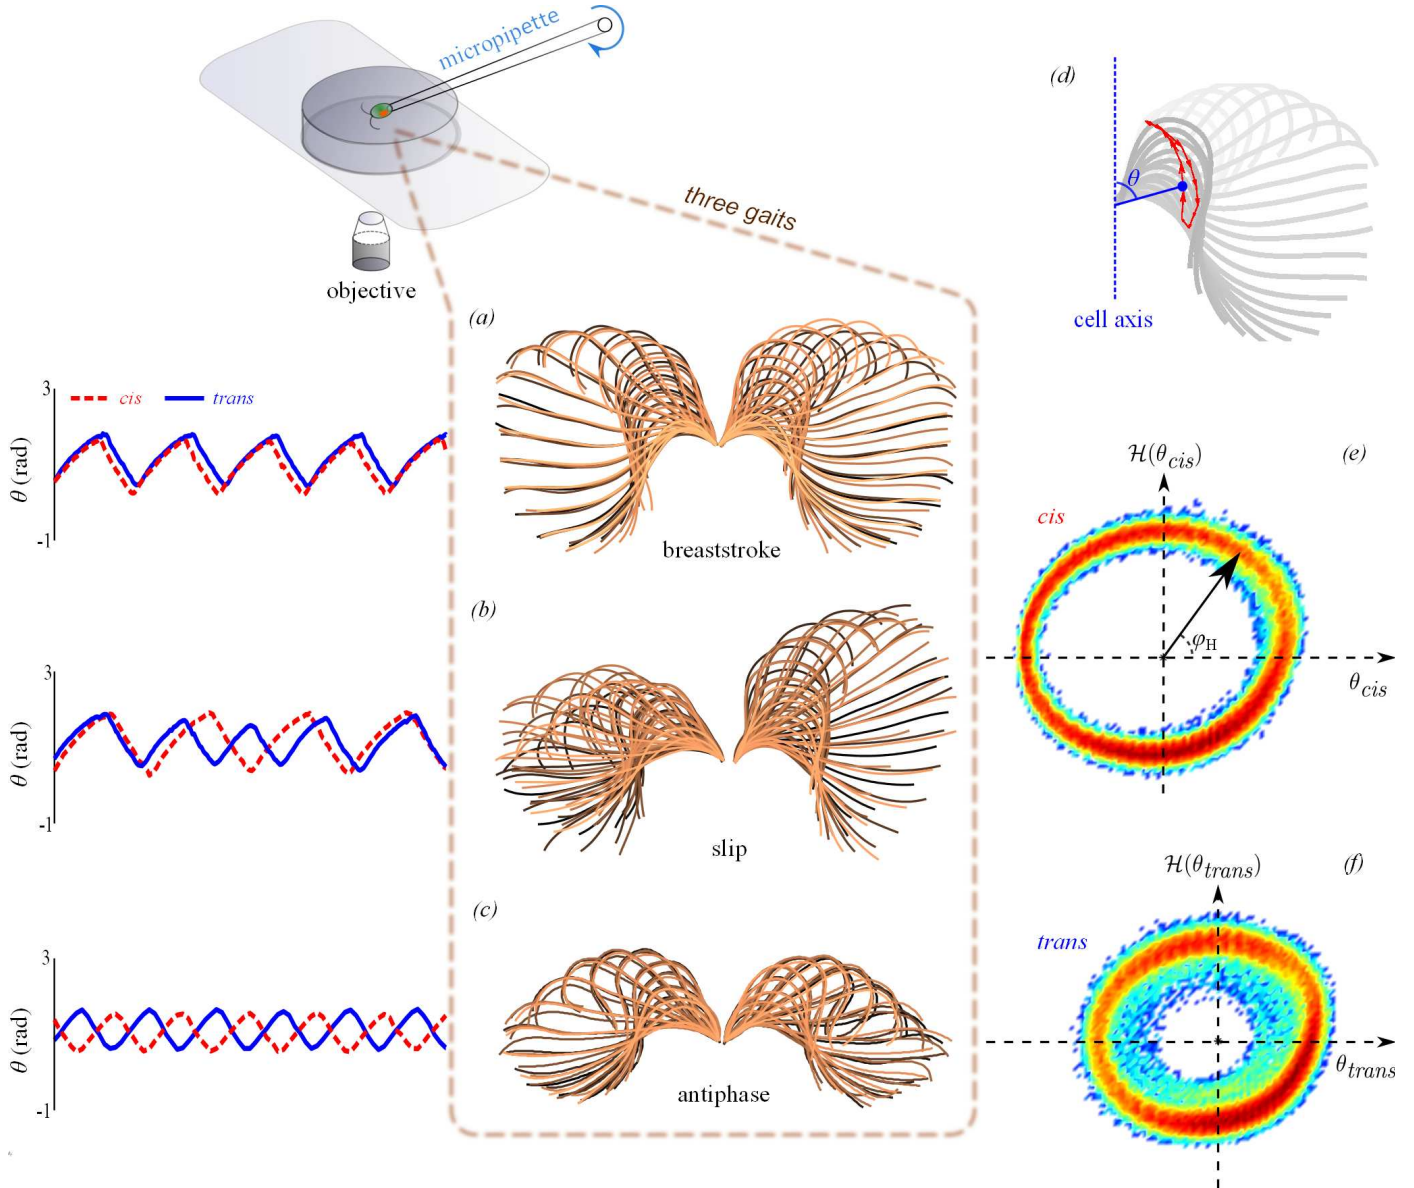 micropipette
three gaits
objective
(a)
3
cis
trans
θ (rad)
-1
breaststroke
(b)
3
θ (rad)
-1
slip
(c)
3
θ (rad)
-1
antiphase
(d)
θ
cell axis
(e)
H(θcis)
cis
φH
θcis
(f)
H(θtrans)
trans
θtrans